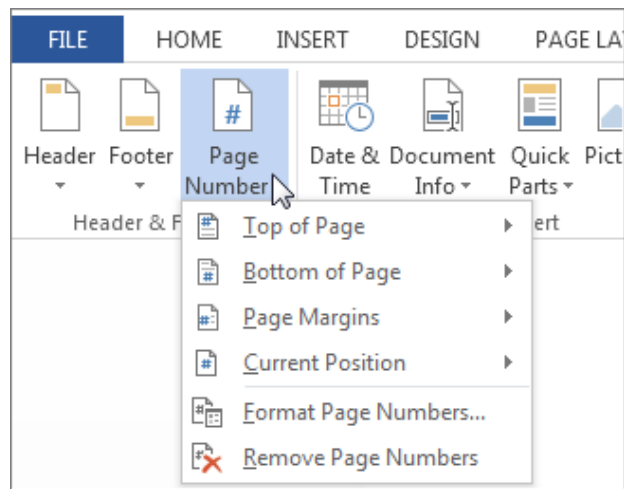 FILE HOME INSERT DESIGN PAGE LA
Header Footer Page Date & Document Quick Pict
Number Time Info Parts
Header & F ert
Top of Page
Bottom of Page
Page Margins
Current Position
Format Page Numbers...
Remove Page Numbers